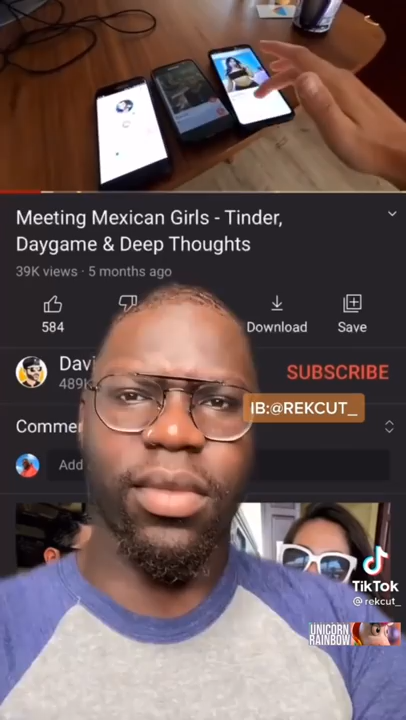 Meeting Mexican Girls - Tinder,
Daygame & Deep Thoughts
39K views · 5 months ago
584
Download
Save
Davi
489K
SUBSCRIBE
IB:@REKCUT_
Commen
Add
TikTok
@rekcut_
UNICORN
RAINBOW